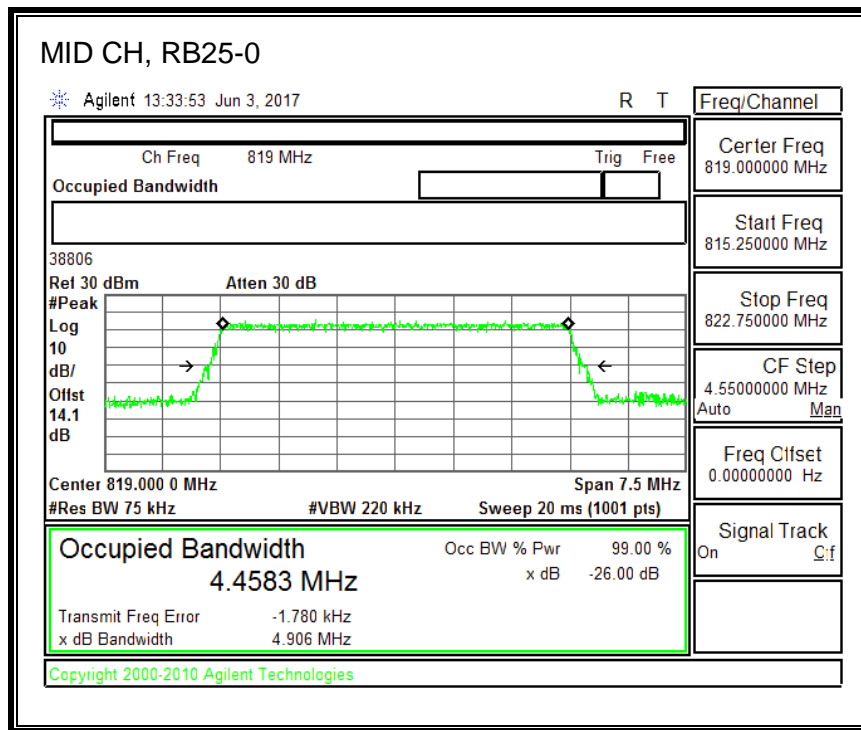 MID CH, RB25-0
Agilent 13:33:53 Jun 3, 2017 R T
Freq/Channel
Ch Freq 819 MHz Trig Free
Occupied Bandwidth
Center Freq
819.000000 MHz
Start Freq
815.250000 MHz
Stop Freq
822.750000 MHz
CF Step
4.55000000 MHz
Auto Man
Freq Offset
0.00000000 Hz
Signal Track
On Off
38806
Ref 30 dBm Atten 30 dB
#Peak
Log
10
dB/
Offst
14.1
dB
Center 819.000 0 MHz Span 7.5 MHz
#Res BW 75 kHz #VBW 220 kHz Sweep 20 ms (1001 pts)
Occupied Bandwidth
4.4583 MHz
Occ BW % Pwr 99.00 %
x dB -26.00 dB
Transmit Freq Error -1.780 kHz
x dB Bandwidth 4.906 MHz
Copyright 2000-2010 Agilent Technologies